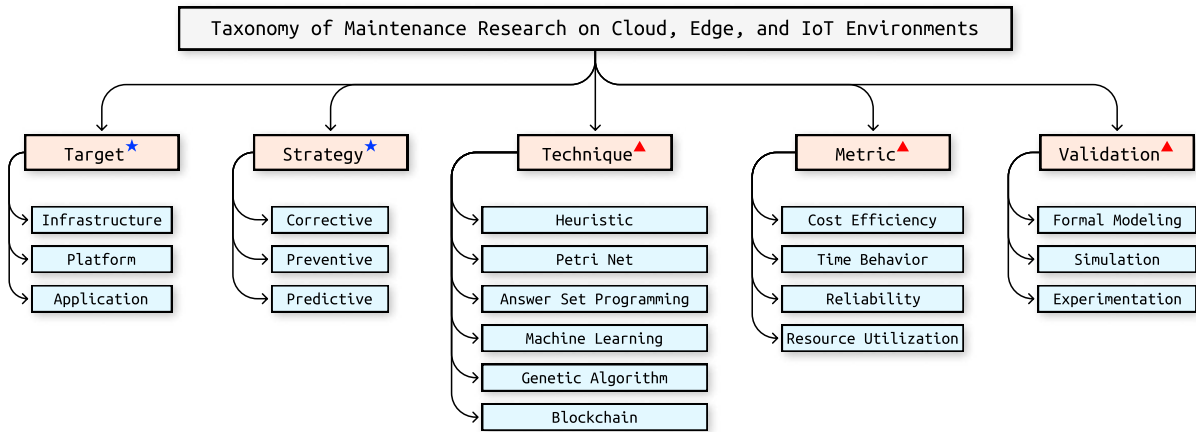 Taxonomy of Maintenance Research on Cloud, Edge, and IoT Environments
Target
Infrastructure
Platform
Application
Strategy
Corrective
Preventive
Predictive
Technique
Heuristic
Petri Net
Answer Set Programming
Machine Learning
Genetic Algorithm
Blockchain
Metric
Cost Efficiency
Time Behavior
Reliability
Resource Utilization
Validation
Formal Modeling
Simulation
Experimentation